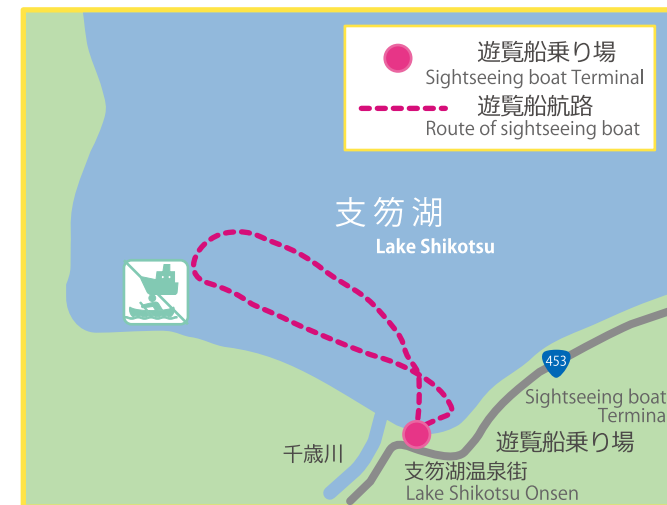 遊覧船乗り場
Sightseeing boat Terminal
遊覧船航路
Route of sightseeing boat
支笏湖
Lake Shikotsu
453
Sightseeing boat
Terminal
遊覧船乗り場
千歳川
支笏湖温泉街
Lake Shikotsu Onsen